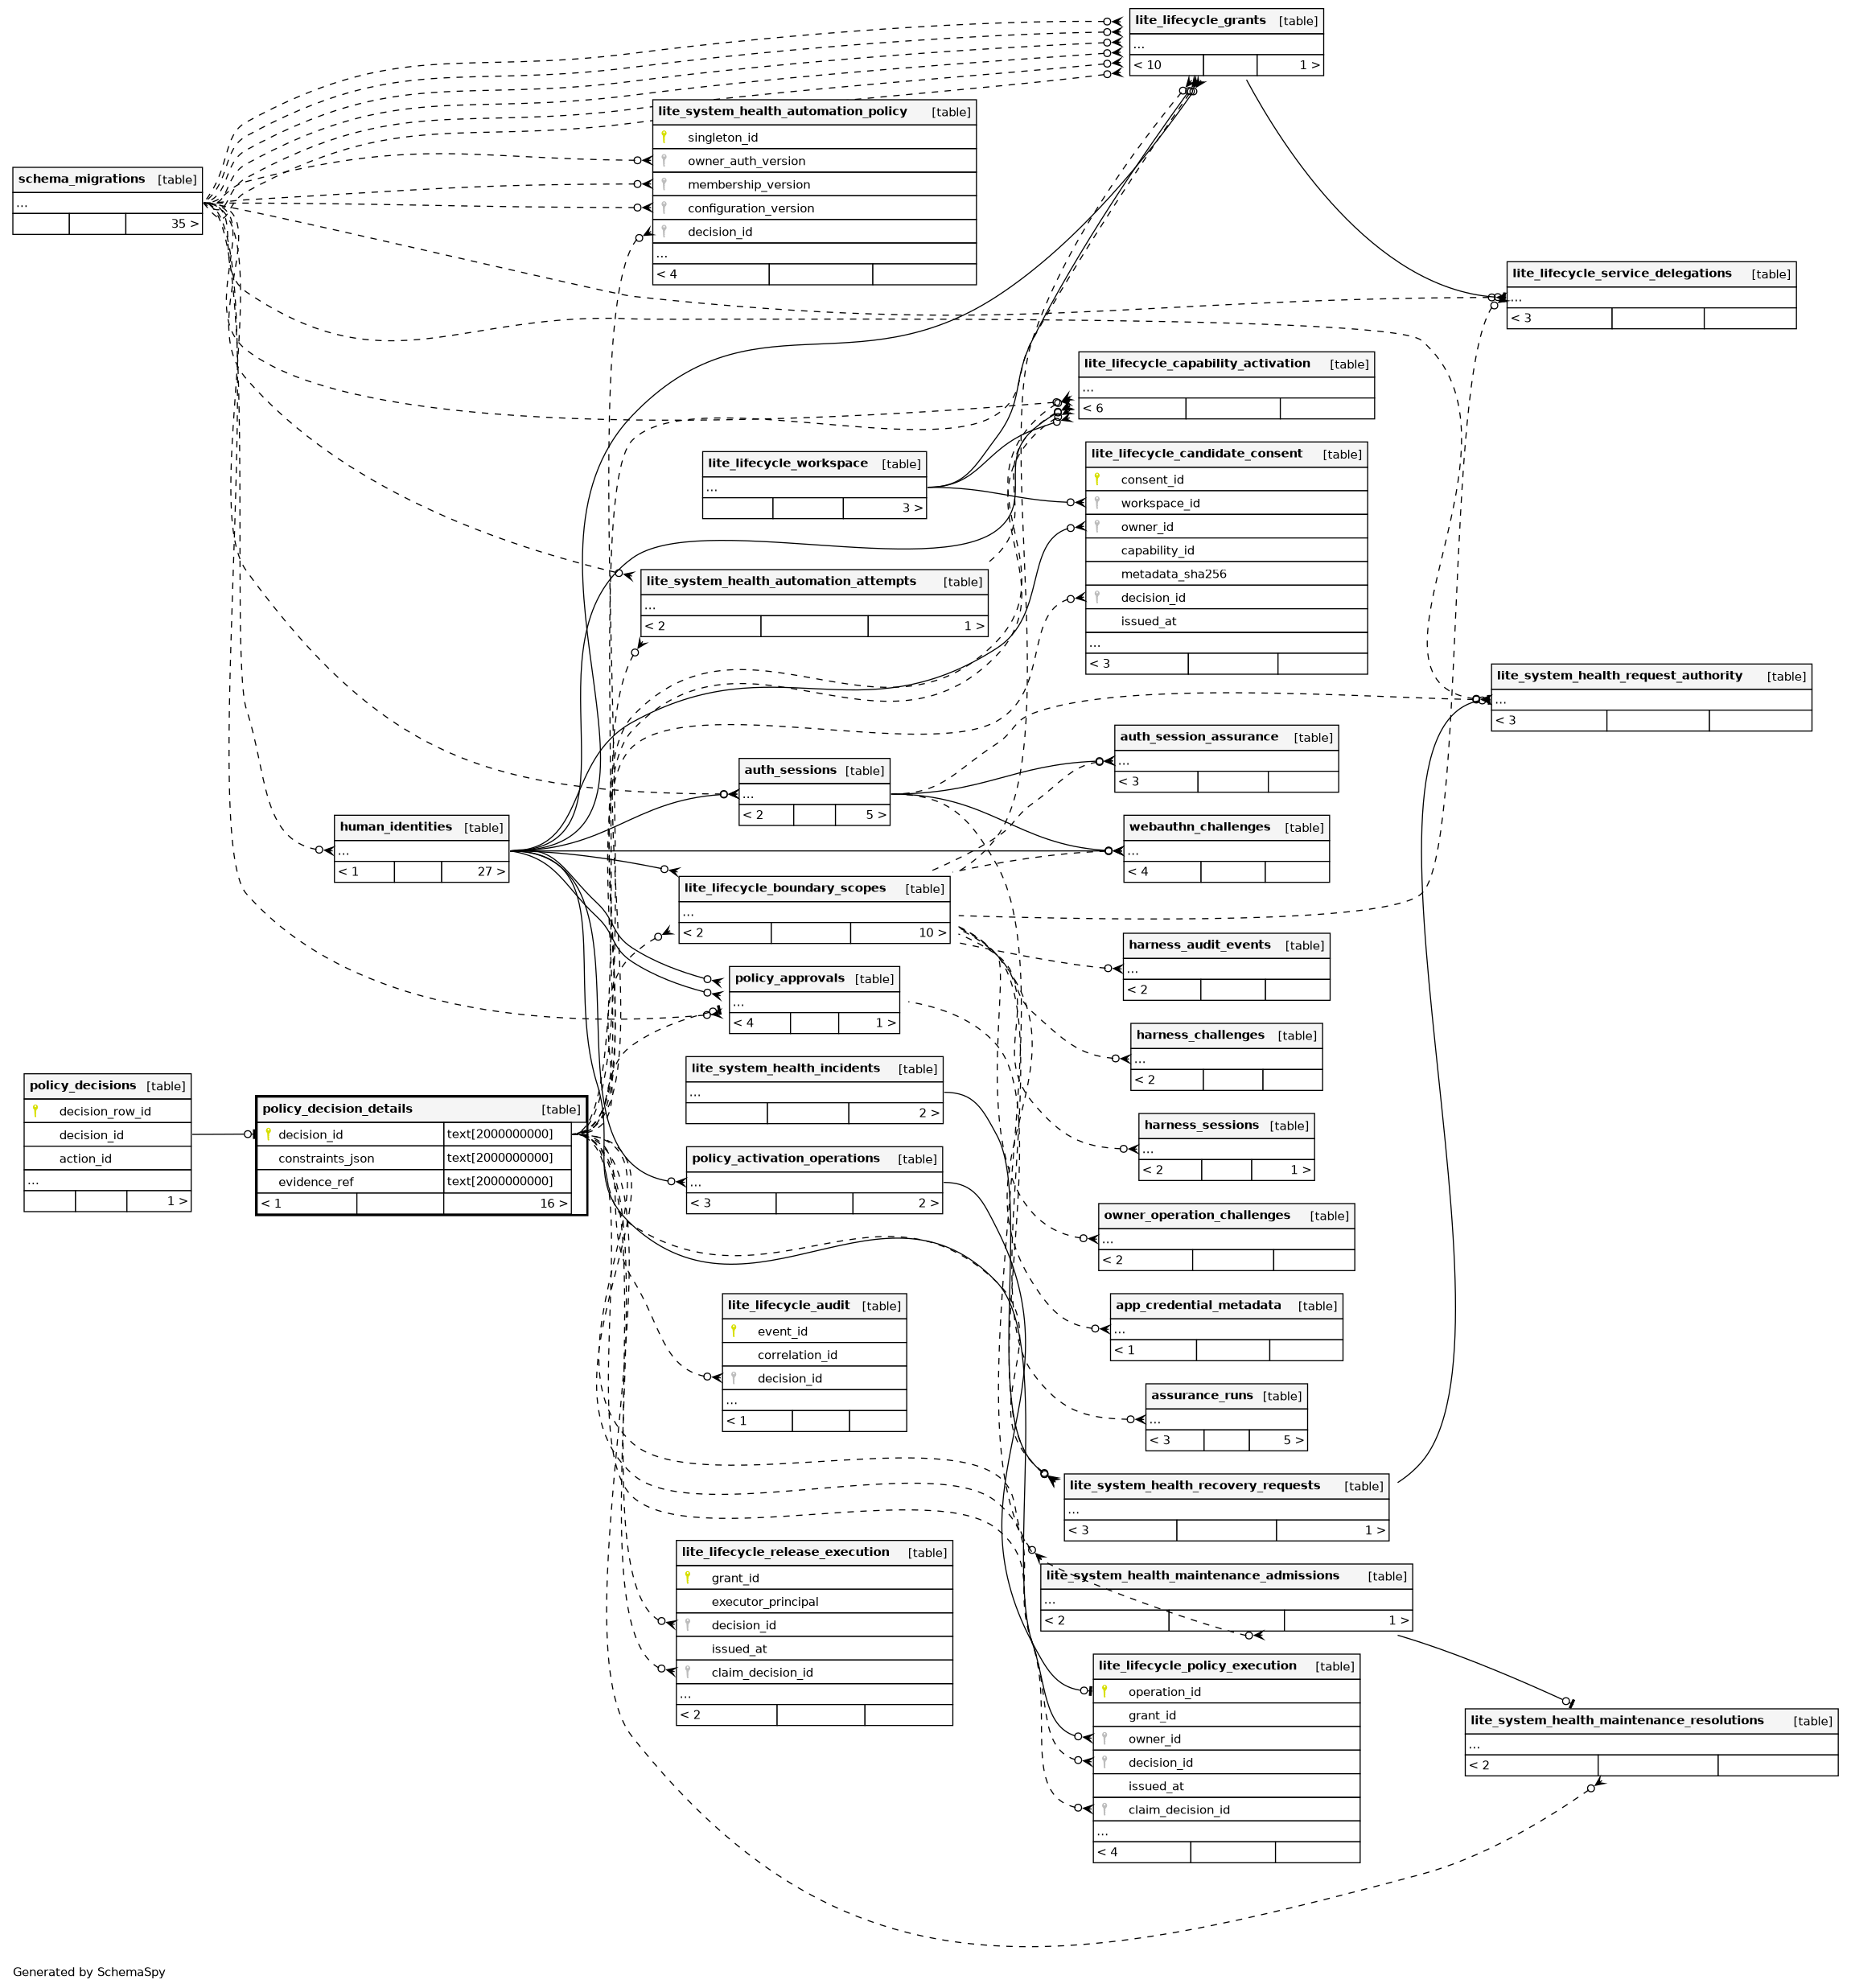 lite_lifecycle_grants [table]
...
< 10 1 >
lite_system_health_automation_policy [table]
singleton_id
owner_auth_version
membership_version
configuration_version
decision_id
...
< 4
schema_migrations [table]
...
35 >
lite_lifecycle_service_delegations [table]
...
< 3
lite_lifecycle_capability_activation [table]
...
< 6
lite_lifecycle_workspace [table]
...
3 >
lite_lifecycle_candidate_consent [table]
consent_id
workspace_id
owner_id
capability_id
metadata_sha256
decision_id
issued_at
...
< 3
lite_system_health_automation_attempts [table]
...
< 2 1 >
lite_system_health_request_authority [table]
...
< 3
auth_session_assurance [table]
...
< 3
auth_sessions [table]
...
< 2 5 >
human_identities [table]
...
< 1 27 >
webauthn_challenges [table]
...
< 4
lite_lifecycle_boundary_scopes [table]
...
< 2 10 >
harness_audit_events [table]
...
< 2
policy_approvals [table]
...
< 4 1 >
harness_challenges [table]
...
< 2
lite_system_health_incidents [table]
...
2 >
policy_decisions [table]
decision_row_id
decision_id
action_id
...
1 >
policy_decision_details [table]
decision_id text[2000000000]
constraints_json text[2000000000]
evidence_ref text[2000000000]
< 1 16 >
harness_sessions [table]
...
< 2 1 >
policy_activation_operations [table]
...
< 3 2 >
owner_operation_challenges [table]
...
< 2
lite_lifecycle_audit [table]
event_id
correlation_id
decision_id
...
< 1
app_credential_metadata [table]
...
< 1
assurance_runs [table]
...
< 3 5 >
lite_system_health_recovery_requests [table]
...
< 3 1 >
lite_lifecycle_release_execution [table]
grant_id
executor_principal
decision_id
issued_at
claim_decision_id
...
< 2
lite_system_health_maintenance_admissions [table]
...
< 2 1 >
lite_lifecycle_policy_execution [table]
operation_id
grant_id
owner_id
decision_id
issued_at
claim_decision_id
...
< 4
lite_system_health_maintenance_resolutions [table]
...
< 2
Generated by SchemaSpy